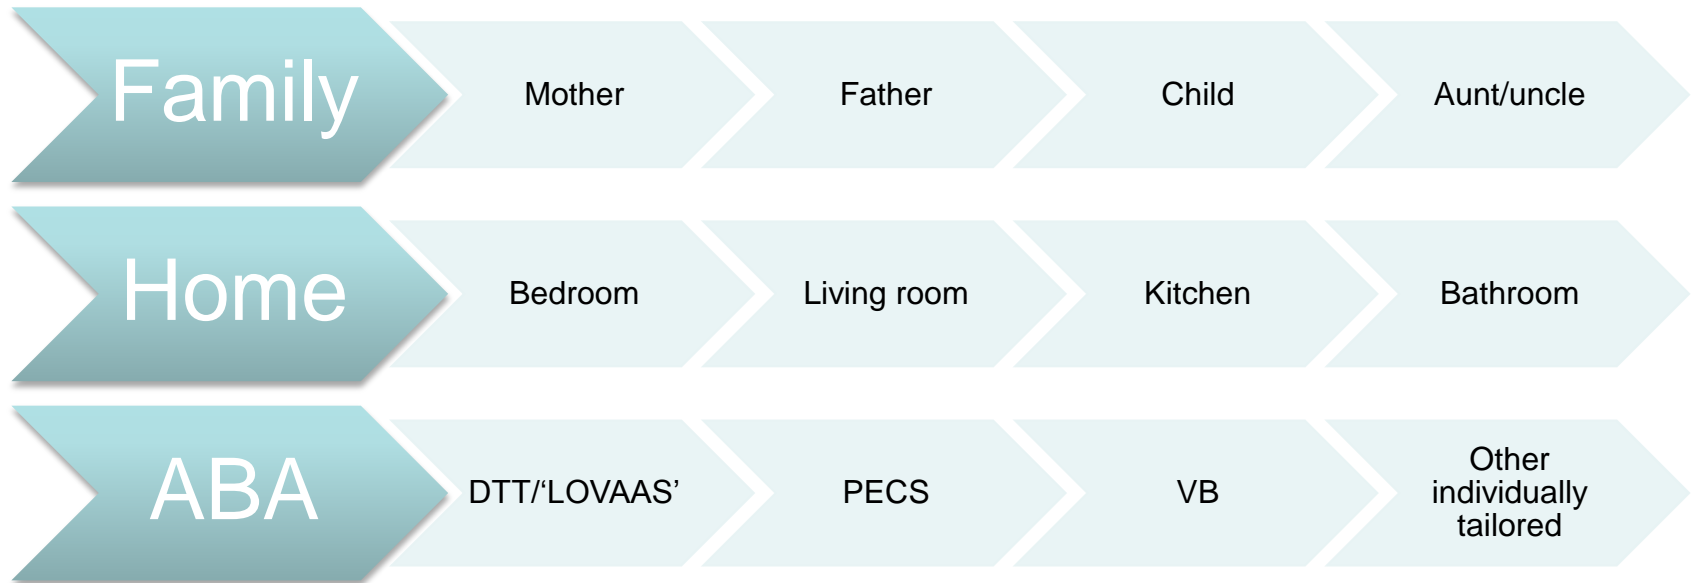 Family
Mother
Father
Child
Aunt/uncle
Home
Bedroom
Living room
Kitchen
Bathroom
ABA
DTT/‘LOVAAS’
PECS
VB
Other
individually
tailored